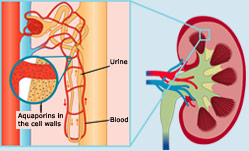 Urine
Aquaporins in
the cell walls
Blood